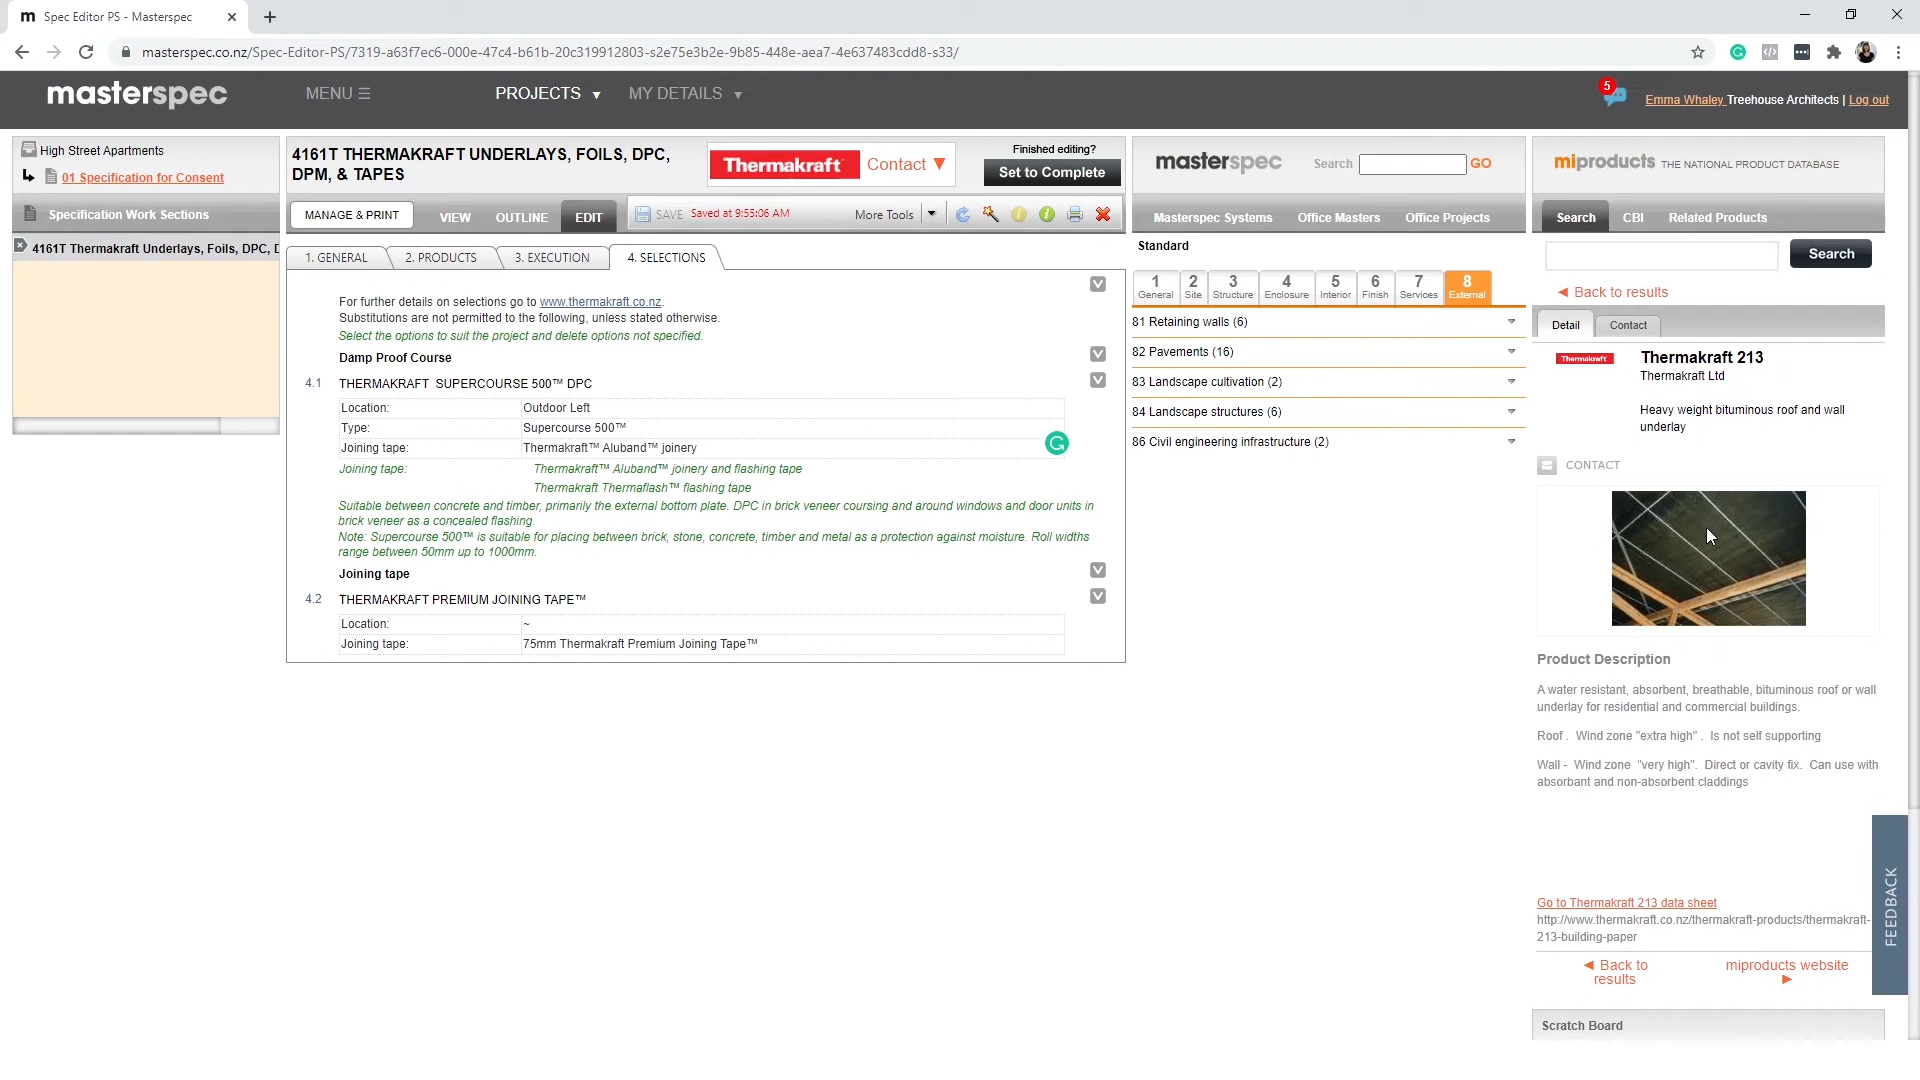 Spec Editor PS - Masterspec
masterspec.co.nz/Spec-Editor-PS/7319-a63f7ec6-000e-47c4-b61b-20c319912803-s2e75e3b2e-9b85-448e-aea7-4e637483cdd8-s33/
masterspec
MENU
PROJECTS
MY DETAILS
5
Emma Whaley Treehouse Architects | Log out
High Street Apartments
01 Specification for Consent
Specification Work Sections
4161T Thermakraft Underlays, Foils, DPC, D
4161T THERMAKRAFT UNDERLAYS, FOILS, DPC,
DPM, & TAPES
Thermakraft
Contact
Finished editing?
Set to Complete
MANAGE & PRINT
VIEW
OUTLINE
EDIT
SAVE
Saved at 9:55:06 AM
More Tools
1. GENERAL
2. PRODUCTS
3. EXECUTION
4. SELECTIONS
For further details on selections go to www.thermakraft.co.nz.
Substitutions are not permitted to the following, unless stated otherwise.
Select the options to suit the project and delete options not specified.
Damp Proof Course
4.1 THERMAKRAFT SUPERCOURSE 500™ DPC
Location: Outdoor Left
Type: Supercourse 500™
Joining tape: Thermakraft™ Aluband™ joinery
Joining tape: Thermakraft™ Aluband™ joinery and flashing tape
Thermakraft Thermaflash™ flashing tape
Suitable between concrete and timber, primarily the external bottom plate. DPC in brick veneer coursing and around windows and door units in
brick veneer as a concealed flashing.
Note: Supercourse 500™ is suitable for placing between brick, stone, concrete, timber and metal as a protection against moisture. Roll widths
range between 50mm up to 1000mm.
Joining tape
4.2 THERMAKRAFT PREMIUM JOINING TAPE™
Location: ~
Joining tape: 75mm Thermakraft Premium Joining Tape™
masterspec
Search
GO
Masterspec Systems
Office Masters
Office Projects
Standard
1 General
2 Site
3 Structure
4 Enclosure
5 Interior
6 Finish
7 Services
8 External
81 Retaining walls (6)
82 Pavements (16)
83 Landscape cultivation (2)
84 Landscape structures (6)
86 Civil engineering infrastructure (2)
miproducts THE NATIONAL PRODUCT DATABASE
Search
CBI
Related Products
Search
Back to results
Detail
Contact
Thermakraft
Thermakraft 213
Thermakraft Ltd
Heavy weight bituminous roof and wall
underlay
CONTACT
Product Description
A water resistant, absorbent, breathable, bituminous roof or wall
underlay for residential and commercial buildings.
Roof . Wind zone "extra high" . Is not self supporting
Wall - Wind zone "very high". Direct or cavity fix. Can use with
absorbant and non-absorbent claddings
Go to Thermakraft 213 data sheet
http://www.thermakraft.co.nz/thermakraft-products/thermakraft-
213-building-paper
Back to
results
miproducts website
FEEDBACK
Scratch Board